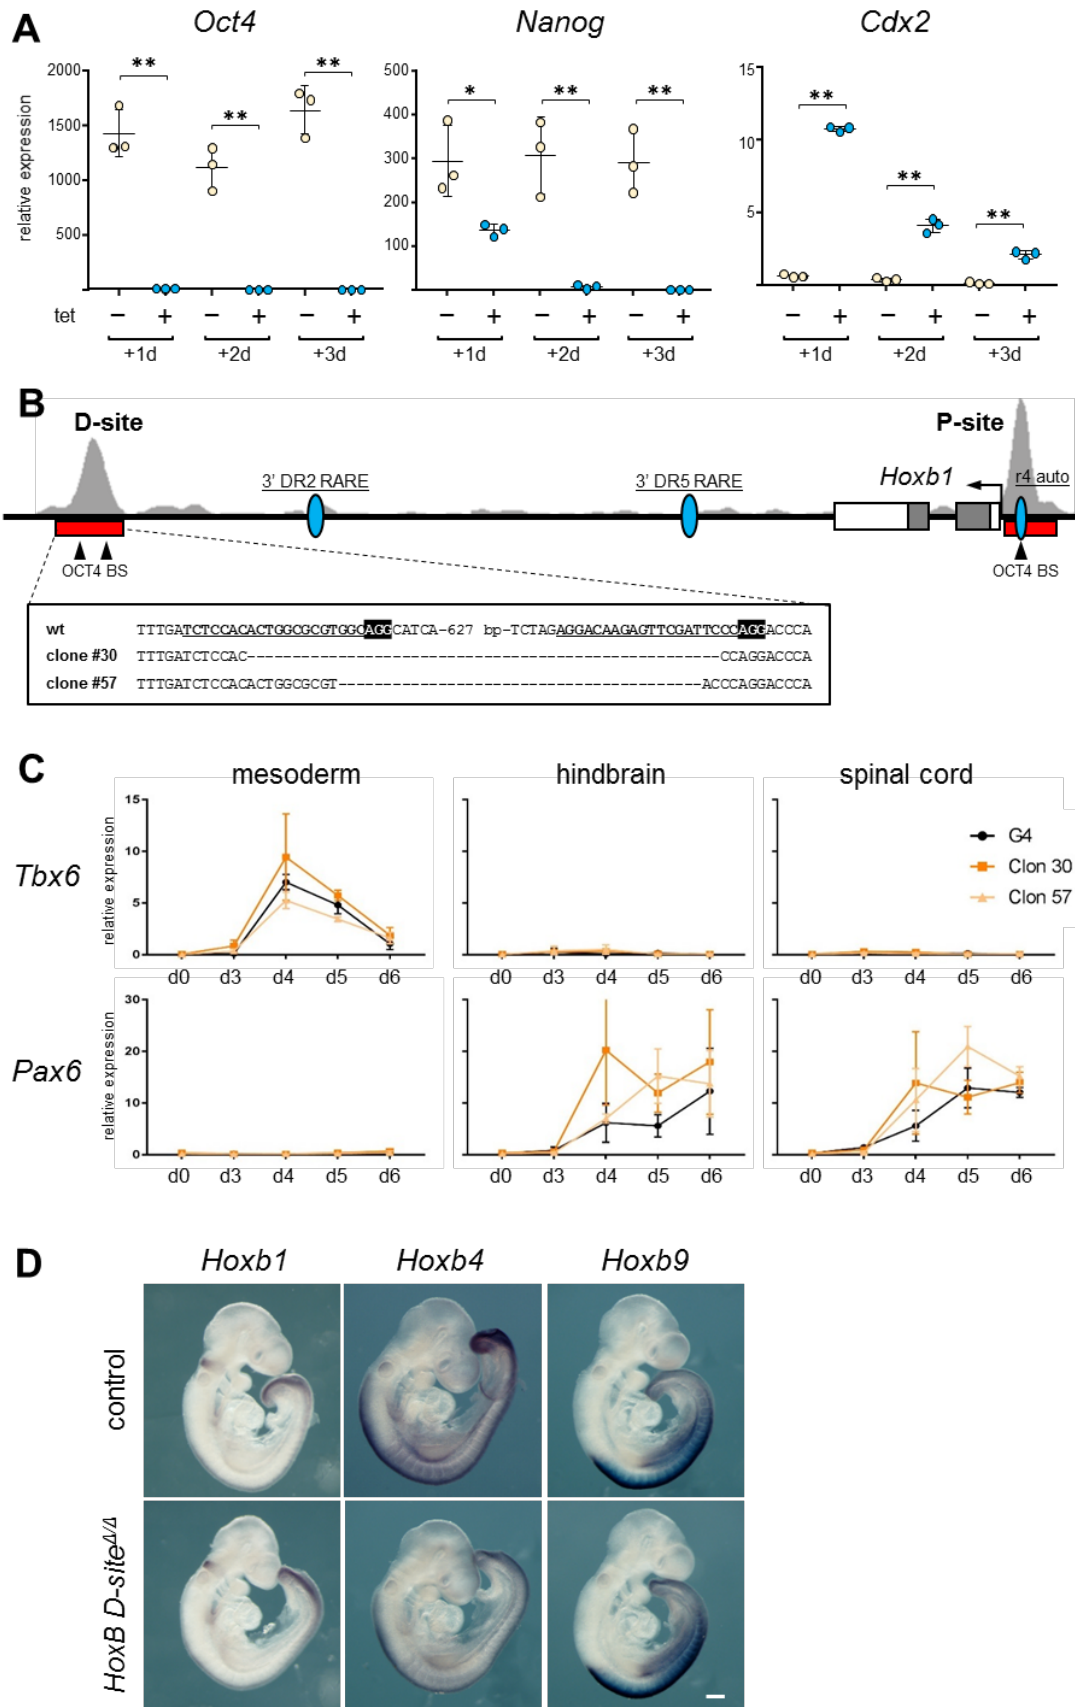 A
Oct4 Nanog Cdx2
relative expression
2000
1500
1000
500
500
400
300
200
100
15
10
5
** ** **
* ** **
** ** **
tet − + − + − + − + − + − + − + − + − +
+1d +2d +3d +1d +2d +3d +1d +2d +3d
B
D-site P-site
3' DR2 RARE 3' DR5 RARE Hoxb1 r4 auto
OCT4 BS OCT4 BS
wt TTTGATCTCCACACTGGCGCGTGGCAGGCATCA-627 bp-TCTAGAGGACAAGAGTTCGATTCCCAGGACCCA
clone #30 TTTGATCTCCAC--------------------------------------------CCAGGACCCA
clone #57 TTTGATCTCCACACTGGCGCGT----------------------------------ACCCAGGACCCA
C
mesoderm hindbrain spinal cord
Tbx6
relative expression
15
10
5
0
d0 d3 d4 d5 d6 d0 d3 d4 d5 d6 d0 d3 d4 d5 d6
G4
Clon 30
Clon 57
Pax6
relative expression
30
20
10
0
d0 d3 d4 d5 d6 d0 d3 d4 d5 d6 d0 d3 d4 d5 d6
D
Hoxb1 Hoxb4 Hoxb9
control
HoxB D-siteΔ/Δ